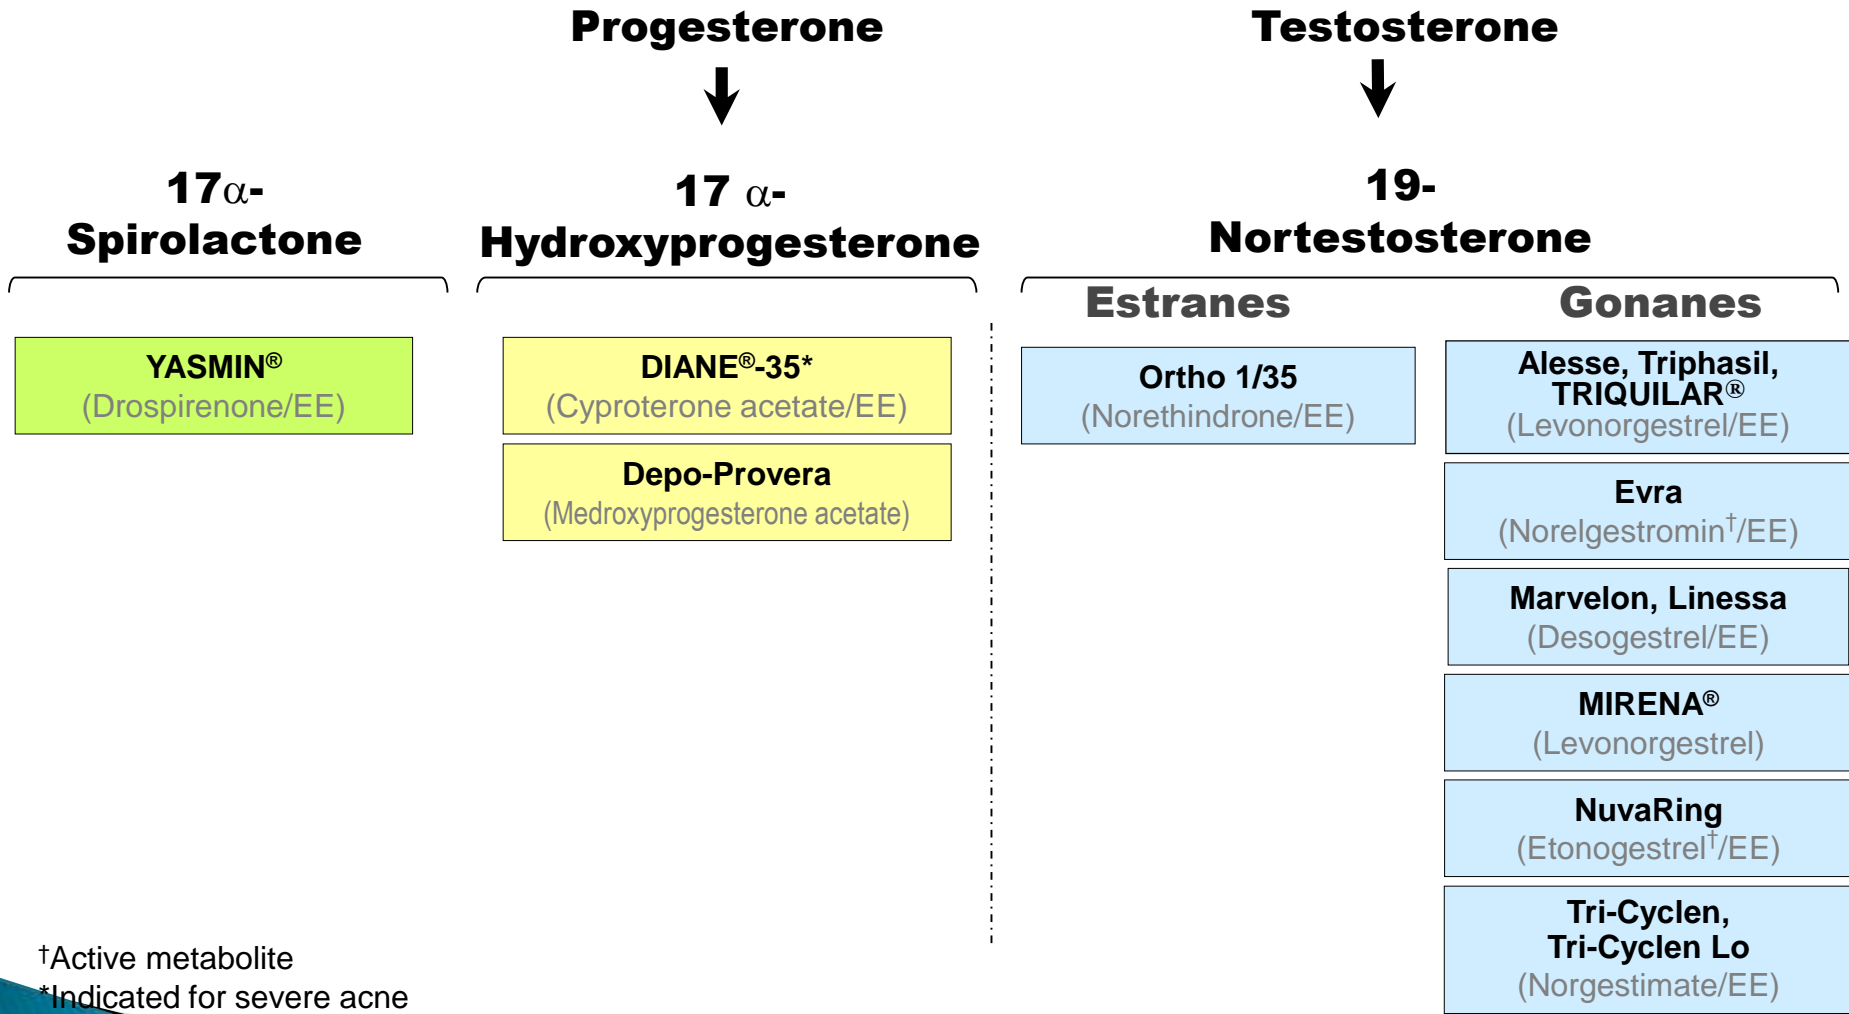 Progesterone
Testosterone
17α-
Spirolactone
17 α-
Hydroxyprogesterone
19-
Nortestosterone
Estranes
Gonanes
YASMIN®
(Drospirenone/EE)
DIANE®-35*
(Cyproterone acetate/EE)
Depo-Provera
(Medroxyprogesterone acetate)
Ortho 1/35
(Norethindrone/EE)
Alesse, Triphasil,
TRIQUILAR®
(Levonorgestrel/EE)
Evra
(Norelgestromin†/EE)
Marvelon, Linessa
(Desogestrel/EE)
MIRENA®
(Levonorgestrel)
NuvaRing
(Etonogestrel†/EE)
Tri-Cyclen,
Tri-Cyclen Lo
(Norgestimate/EE)
†Active metabolite
*Indicated for severe acne